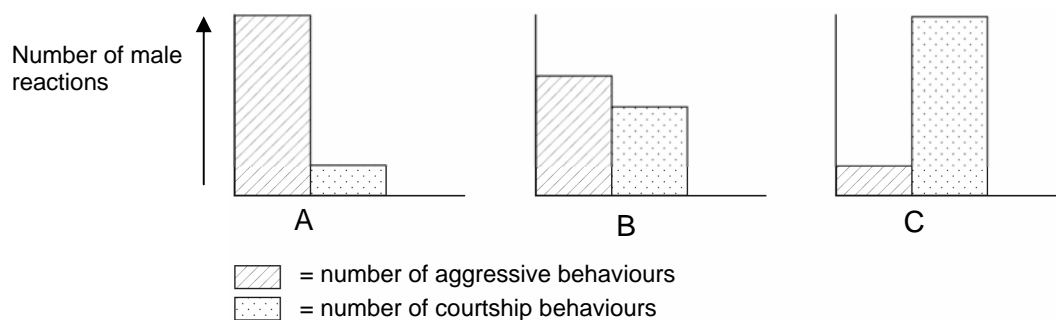 Number of male
reactions
A
B
C
= number of aggressive behaviours
= number of courtship behaviours